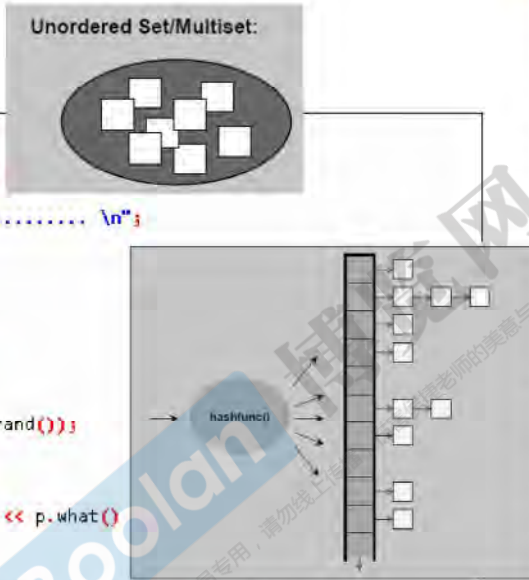 Unordered Set/Multiset:
......... \n";
hashfunc()
rand());
<< p.what()
博览网
Boolan